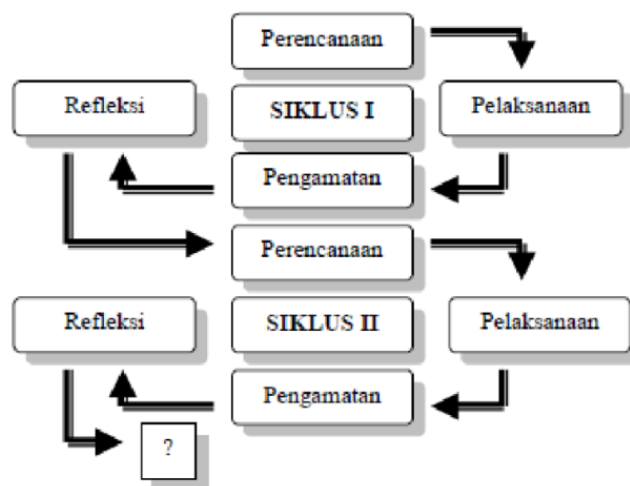 Perencanaan
Refleksi
SIKLUS I
Pelaksanaan
Pengamatan
Perencanaan
Refleksi
SIKLUS II
Pelaksanaan
Pengamatan
?